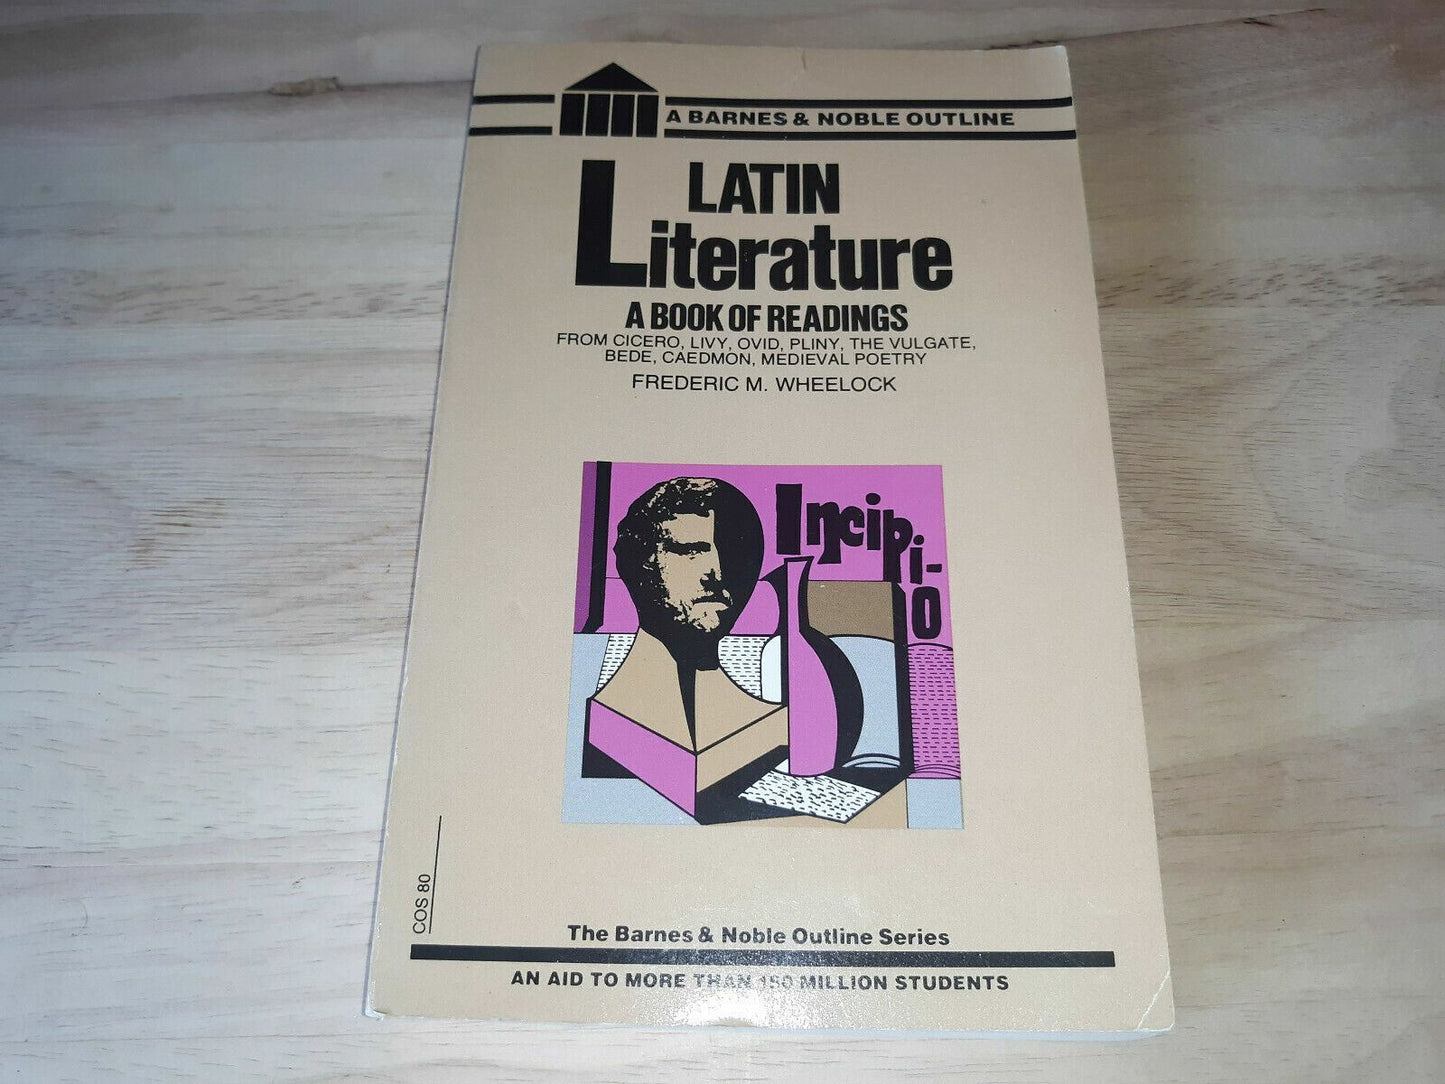 A BARNES & NOBLE OUTLINE
LATIN
Literature
A BOOK OF READINGS
FROM CICERO, LIVY, OVID, PLINY, THE VULGATE,
BEDE, CAEDMON, MEDIEVAL POETRY
FREDERIC M. WHEELOCK
Incipi-
o
COS 80
The Barnes & Noble Outline Series
AN AID TO MORE THAN 150 MILLION STUDENTS